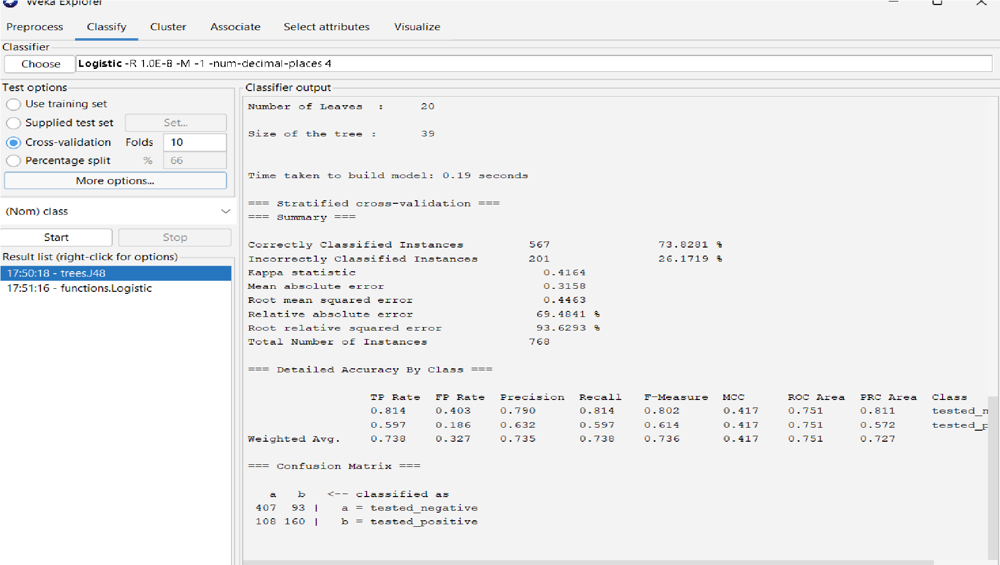 Weka Explorer
Preprocess Classify Cluster Associate Select attributes Visualize
Classifier
Choose Logistic -R 1.0E-8 -M -1 -num-decimal-places 4
Test options
Use training set
Supplied test set Set...
Cross-validation Folds 10
Percentage split % 66
More options...
(Nom) class
Start Stop
Result list (right-click for options)
17:50:18 - trees.J48
17:51:16 - functions.Logistic
Classifier output
Number of Leaves : 20
Size of the tree : 39
Time taken to build model: 0.19 seconds
=== Stratified cross-validation ===
=== Summary ===
Correctly Classified Instances 567 73.8281 %
Incorrectly Classified Instances 201 26.1719 %
Kappa statistic 0.4164
Mean absolute error 0.3158
Root mean squared error 0.4463
Relative absolute error 69.4841 %
Root relative squared error 93.6293 %
Total Number of Instances 768
=== Detailed Accuracy By Class ===
TP Rate FP Rate Precision Recall F-Measure MCC ROC Area PRC Area Class
0.814 0.403 0.790 0.814 0.802 0.417 0.751 0.811 tested_n
0.597 0.186 0.632 0.597 0.614 0.417 0.751 0.572 tested_p
Weighted Avg. 0.738 0.327 0.735 0.738 0.736 0.417 0.751 0.727
=== Confusion Matrix ===
a b <-- classified as
407 93 | a = tested_negative
108 160 | b = tested_positive